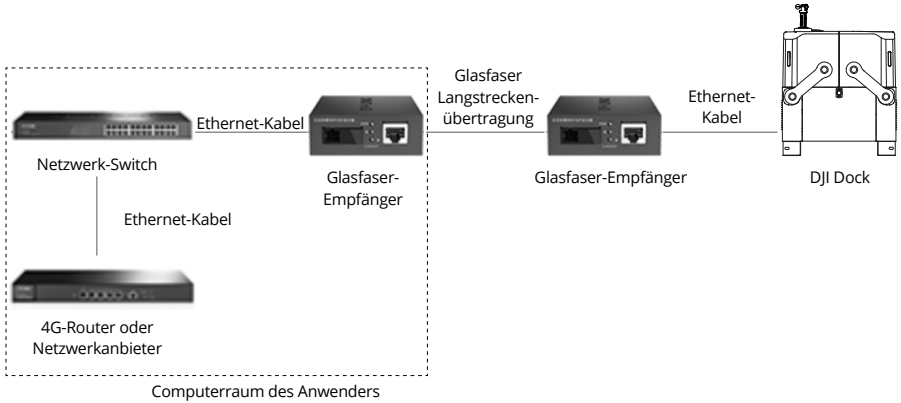 Glasfaser
Langstrecken-
übertragung
Ethernet-
Kabel
Ethernet-Kabel
Netzwerk-Switch
Glasfaser-
Empfänger
Glasfaser-Empfänger
DJI Dock
Ethernet-Kabel
4G-Router oder
Netzwerkanbieter
Computerraum des Anwenders